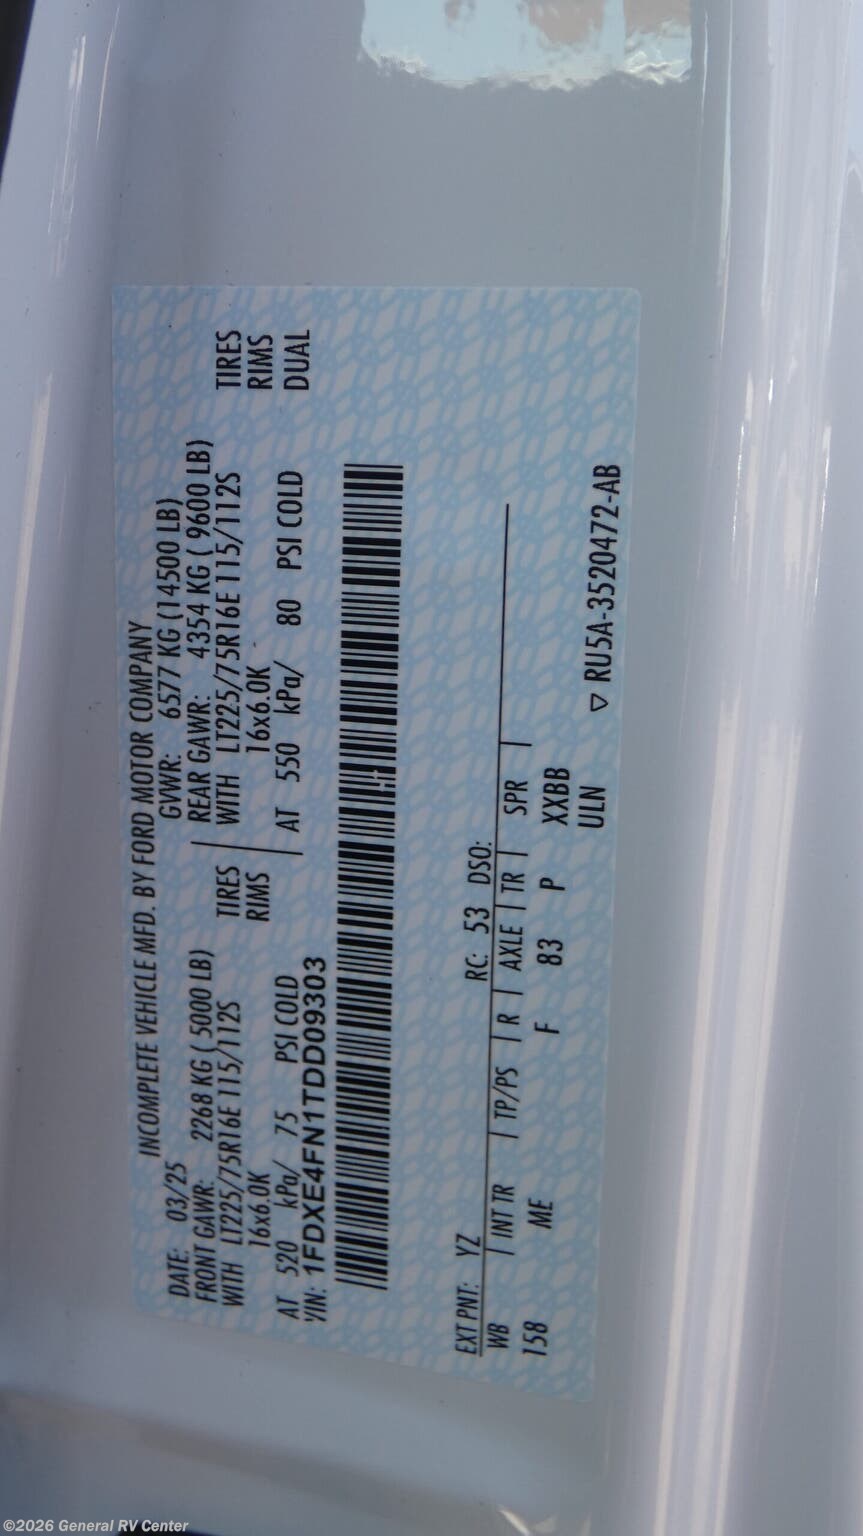 INCOMPLETE VEHICLE MFD. BY FORD MOTOR COMPANY
DATE: 03/25 GVWR: 6577 KG (14500 LB)
FRONT GAWR: 2268 KG ( 5000 LB) REAR GAWR: 4354 KG ( 9600 LB)
WITH LT225/75R16E 115/112S TIRES WITH LT225/75R16E 115/112S TIRES
16x6.0K RIMS 16x6.0K RIMS
AT 520 kPa/ 75 PSI COLD AT 550 kPa/ 80 PSI COLD DUAL
VIN: 1FDXE4FN1TDD09303
EXT PNT: YZ RC: 53 DSO:
WB INT TR TP/PS R AXLE TR SPR
158 ME F 83 P XXBB
ULN
▽ RU5A-3520472-AB
©2026 General RV Center